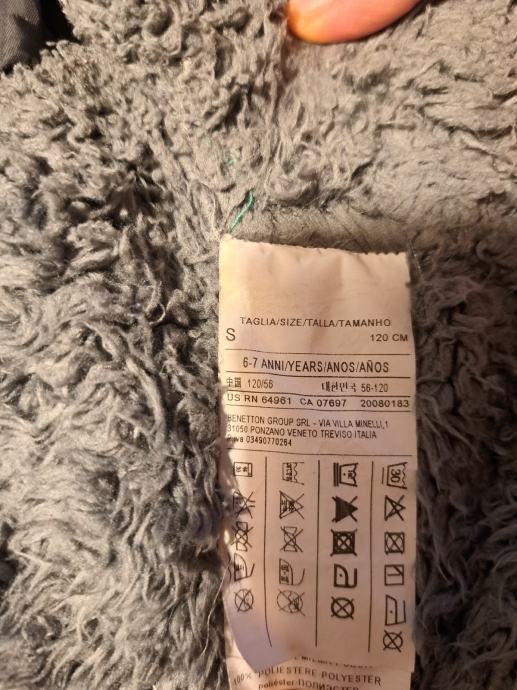 TAGLIA/SIZE/TALLA/TAMANHO
S 120 CM
6-7 ANNI/YEARS/ANOS/AÑOS
中国 120/56 대한민국 56-120
US RN 64961 CA 07697 20080183
BENETTON GROUP SRL - VIA VILLA MINELLI,1
31050 PONZANO VENETO TREVISO ITALIA
P.Iva 03490770264
30
100% POLIESTERE-POLYESTER